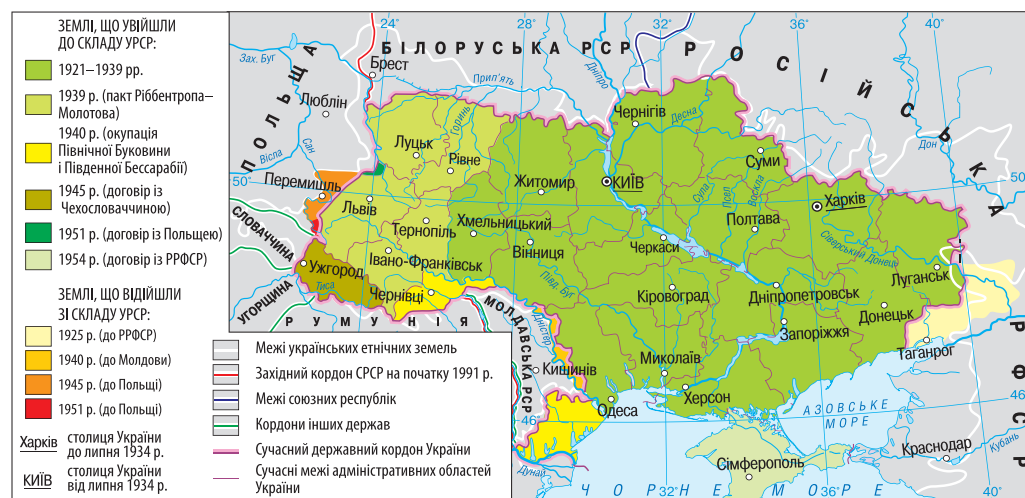 ЗЕМЛІ, ЩО УВІЙШЛИ
ДО СКЛАДУ УРСР:
1921–1939 рр.
1939 р. (пакт Ріббентропа–
Молотова)
1940 р. (окупація
Північної Буковини
і Південної Бессарабії)
1945 р. (договір із
Чехословаччиною)
1951 р. (договір із Польщею)
1954 р. (договір із РРФСР)
ЗЕМЛІ, ЩО ВІДІЙШЛИ
ЗІ СКЛАДУ УРСР:
1925 р. (до РРФСР)
1940 р. (до Молдови)
1945 р. (до Польщі)
1951 р. (до Польщі)
Харків столиця України
до липня 1934 р.
КИЇВ столиця України
від липня 1934 р.
24° 28° 32° 36° 40°
БІЛОРУСЬКА РСР
РОСІЙСЬКА
РФСР
ПОЛЬЩА
Зах. Буг
Брест
Прип'ять
Дніпро
Люблін
Чернігів
Десна
Горинь
Вісла
Сан
Луцьк
Рівне
Суми
Дон
50°
50°
Перемишль
Житомир
КИЇВ
Сула
Псел
Ворскла
Харків
Львів
Хмельницький
Полтава
СЛОВАЧЧИНА
Тернопіль
Вінниця
Черкаси
Сіверський Донець
Ужгород
Івано-Франківськ
Луганськ
УГОРЩИНА
Тиса
Чернівці
Півд. Буг
Кіровоград
Дніпропетровськ
Донецьк
РУМУНІЯ
МОЛДАВСЬКА РСР
Дністер
Запоріжжя
Таганрог
Кишинів
Миколаїв
Херсон
Одеса
46°
46°
АЗОВСЬКЕ
МОРЕ
Дунай
Сімферополь
Краснодар
Кубань
ЧОРНЕ МОРЕ
32° 36°
Межі українських етнічних земель
Західний кордон СРСР на початку 1991 р.
Межі союзних республік
Кордони інших держав
Сучасний державний кордон України
Сучасні межі адміністративних областей
України